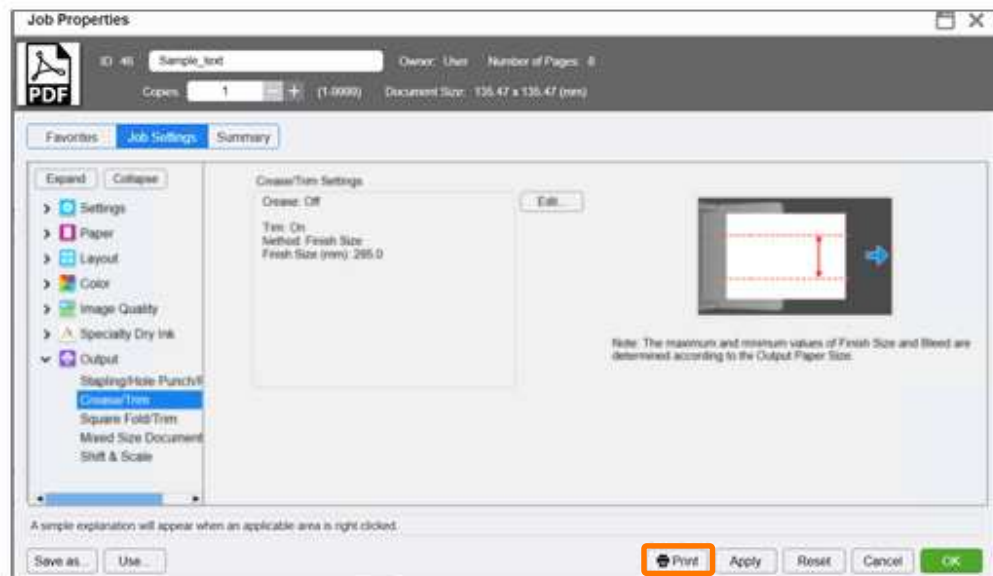 Job Properties
ID 46 Sample_text Owner: User Number of Pages: 8
PDF
Copies: 1 - + (1-9999) Document Size: 135.47 x 135.47 (mm)
Favorites Job Settings Summary
Expand Collapse
Settings
Paper
Layout
Color
Image Quality
Specialty Dry Ink
Output
Stapling/Hole Punch/
Crease/Trim
Square Fold/Trim
Mixed Size Document
Shift & Scale
Crease/Trim Settings
Crease: Off
Edit...
Trim: On
Method: Finish Size
Finish Size (mm): 285.0
Note: The maximum and minimum values of Finish Size and Bleed are
determined according to the Output Paper Size.
A simple explanation will appear when an applicable area is right clicked.
Save as... Use... Print Apply Reset Cancel OK